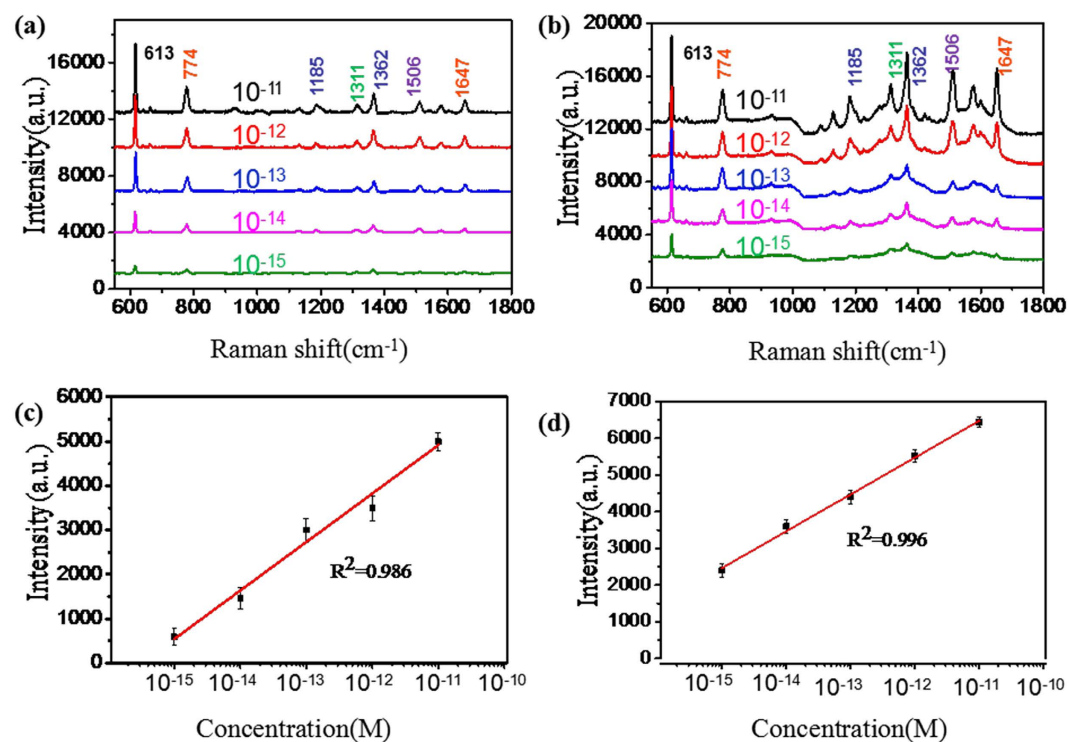 (a)
613
774
1185
1311
1362
1506
1647
16000
12000
8000
4000
0
10-11
10-12
10-13
10-14
10-15
600 800 1000 1200 1400 1600 1800
Intensity(a.u.)
Raman shift(cm-1)
(b)
613
774
1185
1311
1362
1506
1647
20000
16000
12000
8000
4000
0
10-11
10-12
10-13
10-14
10-15
600 800 1000 1200 1400 1600 1800
Intensity(a.u.)
Raman shift(cm-1)
(c)
6000
5000
4000
3000
2000
1000
0
R2=0.986
10-15 10-14 10-13 10-12 10-11 10-10
Intensity (a.u.)
Concentration(M)
(d)
7000
6000
5000
4000
3000
2000
1000
0
R2=0.996
10-15 10-14 10-13 10-12 10-11 10-10
Intensity(a.u.)
Concentration(M)